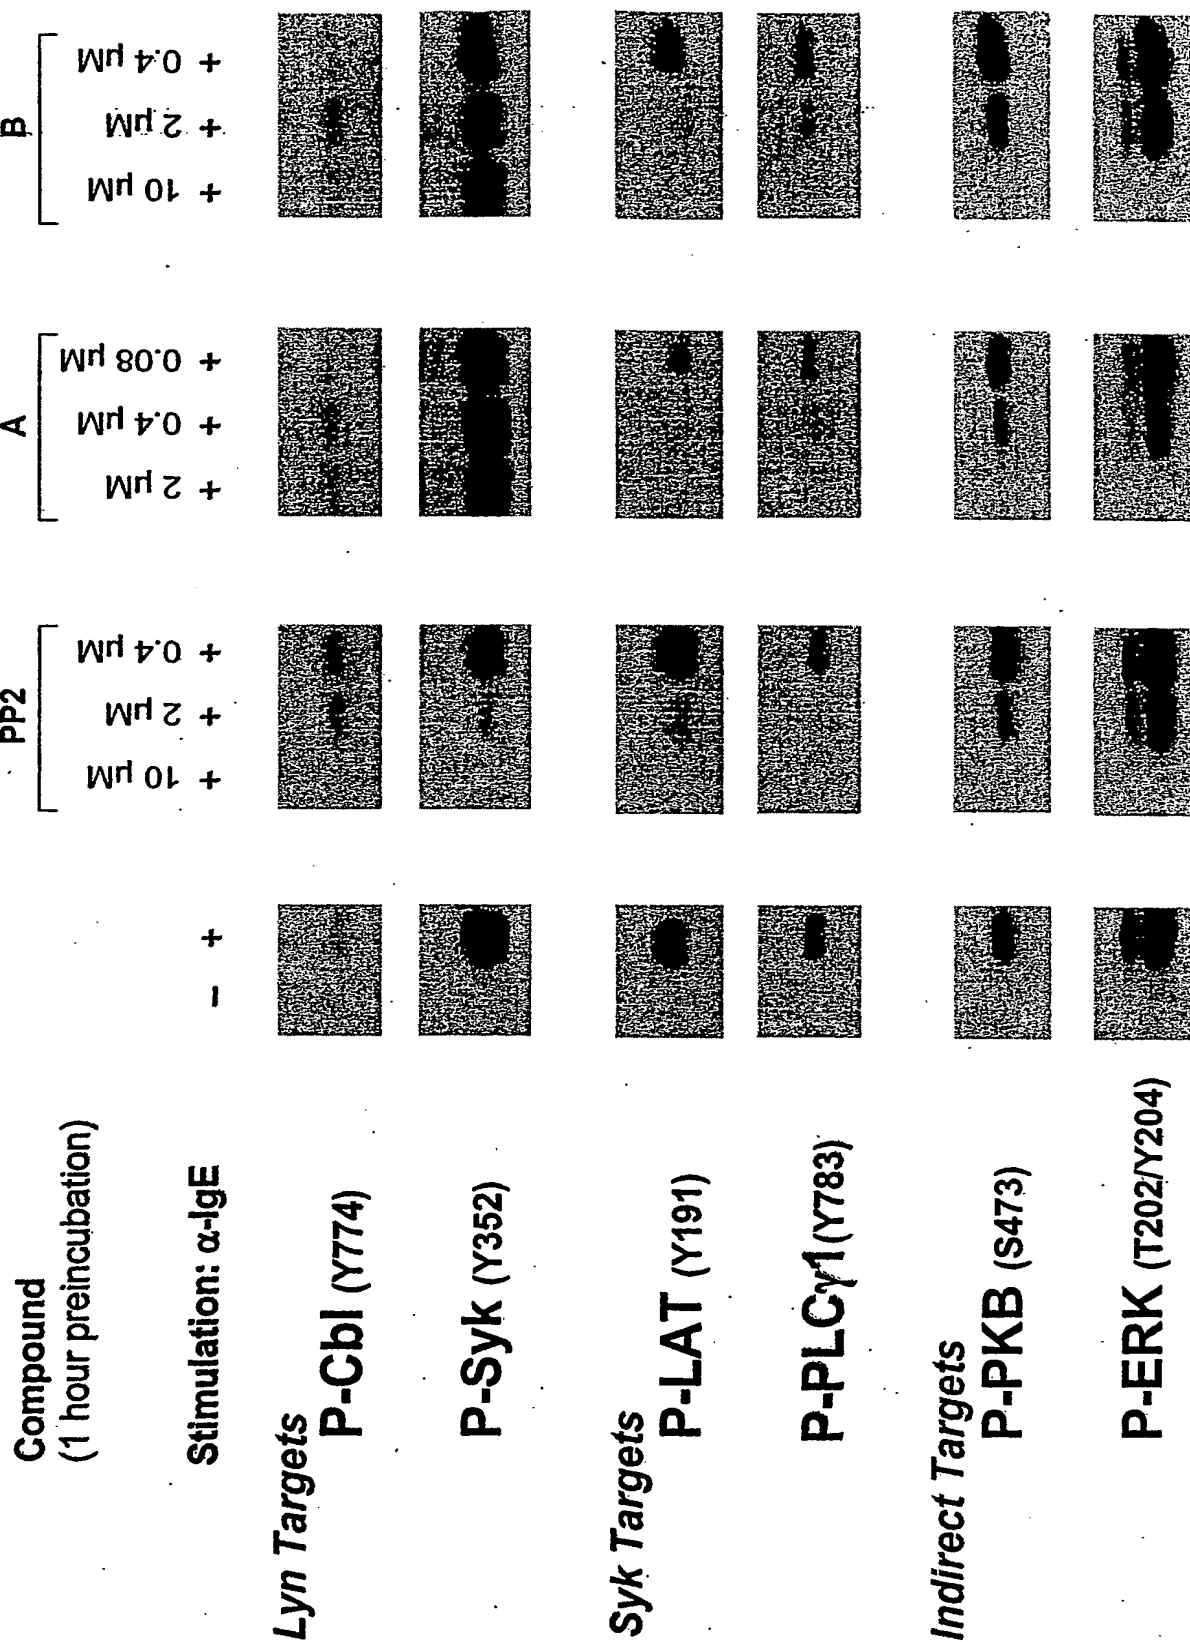 Compound
(1 hour preincubation)
PP2
A
B
10 µM
2 µM
0.4 µM
2 µM
0.4 µM
0.08 µM
10 µM
2 µM
0.4 µM
Stimulation: α-IgE
− + + + + + + + + + +
Lyn Targets
P-Cbl (Y774)
P-Syk (Y352)
Syk Targets
P-LAT (Y191)
P-PLCγ1(Y783)
Indirect Targets
P-PKB (S473)
P-ERK (T202/Y204)